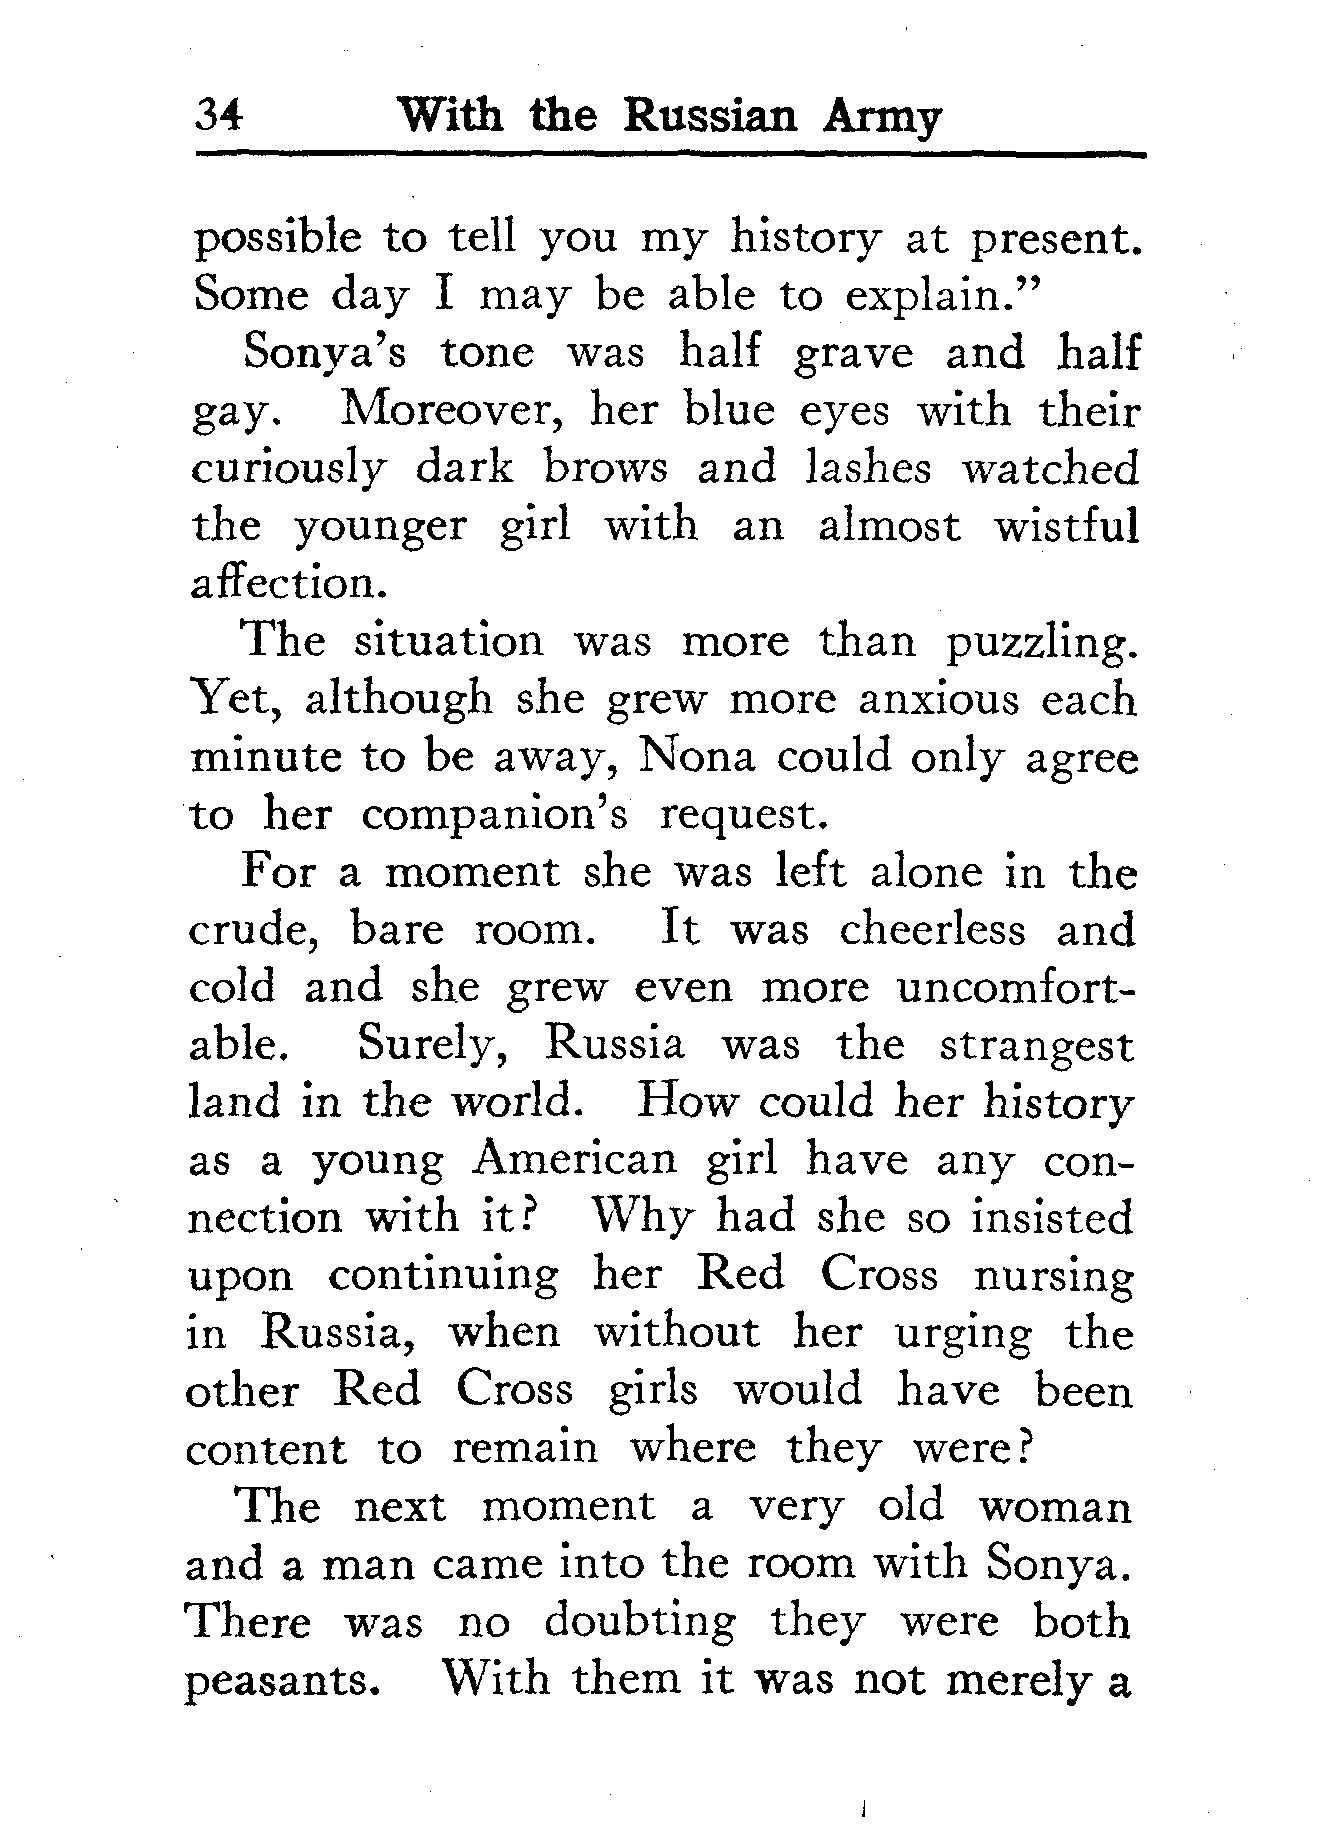 34 With the Russian Army
possible to tell you my history at present.
Some day I may be able to explain.”
Sonya’s tone was half grave and half
gay. Moreover, her blue eyes with their
curiously dark brows and lashes watched
the younger girl with an almost wistful
affection.
The situation was more than puzzling.
Yet, although she grew more anxious each
minute to be away, Nona could only agree
to her companion’s request.
For a moment she was left alone in the
crude, bare room. It was cheerless and
cold and she grew even more uncomfort-
able. Surely, Russia was the strangest
land in the world. How could her history
as a young American girl have any con-
nection with it? Why had she so insisted
upon continuing her Red Cross nursing
in Russia, when without her urging the
other Red Cross girls would have been
content to remain where they were?
The next moment a very old woman
and a man came into the room with Sonya.
There was no doubting they were both
peasants. With them it was not merely a